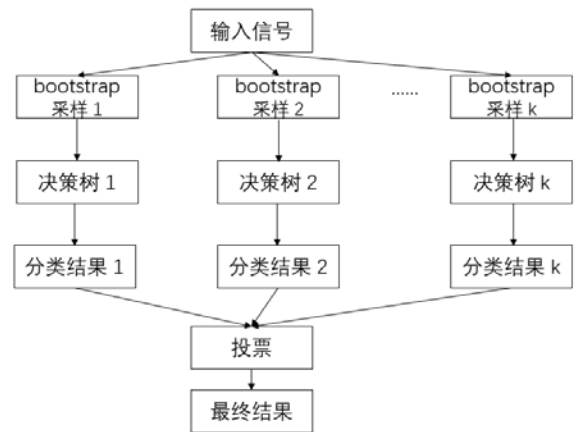 输入信号
bootstrap
采样 1
bootstrap
采样 2
......
bootstrap
采样 k
决策树 1
决策树 2
决策树 k
分类结果 1
分类结果 2
分类结果 k
投票
最终结果